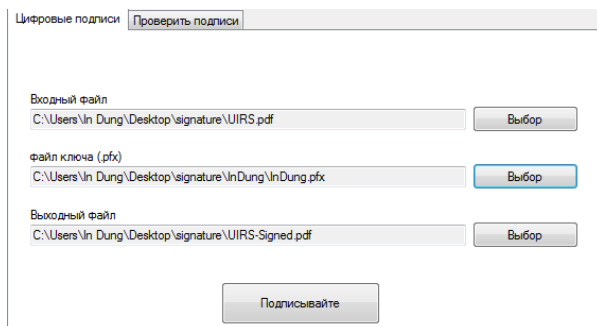 Цифровые подписи Проверить подписи
Входный файл
C:\Users\In Dung\Desktop\signature\UIRS.pdf Выбор
файл ключа (.pfx)
C:\Users\In Dung\Desktop\signature\InDung\InDung.pfx Выбор
Выходный файл
C:\Users\In Dung\Desktop\signature\UIRS-Signed.pdf Выбор
Подписывайте